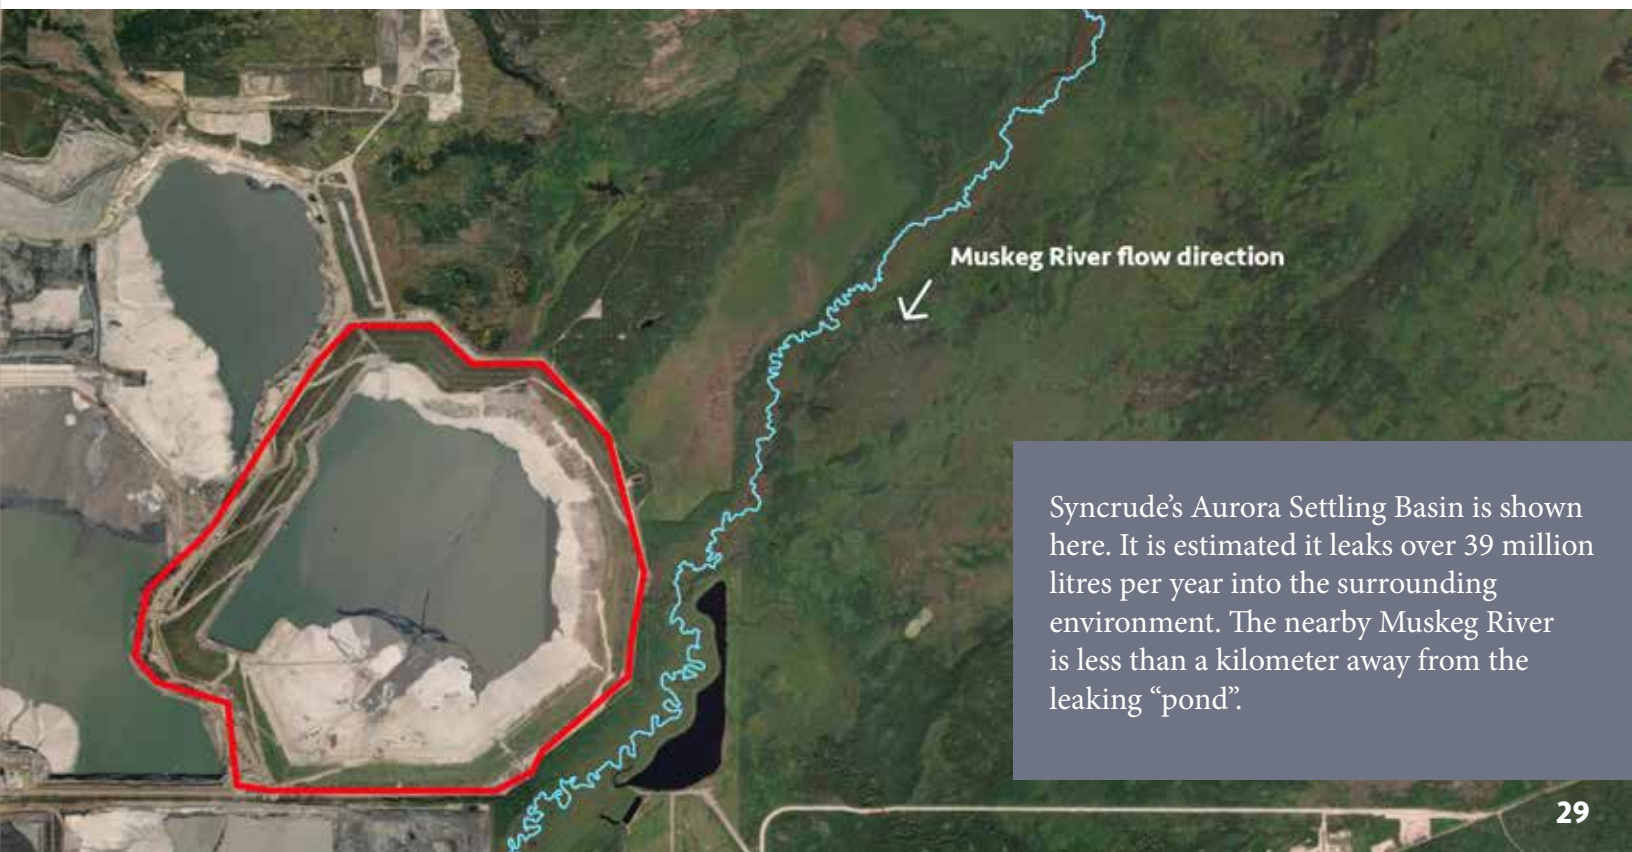 Muskeg River flow direction
Syncrude’s Aurora Settling Basin is shown
here. It is estimated it leaks over 39 million
litres per year into the surrounding
environment. The nearby Muskeg River
is less than a kilometer away from the
leaking “pond”.
29